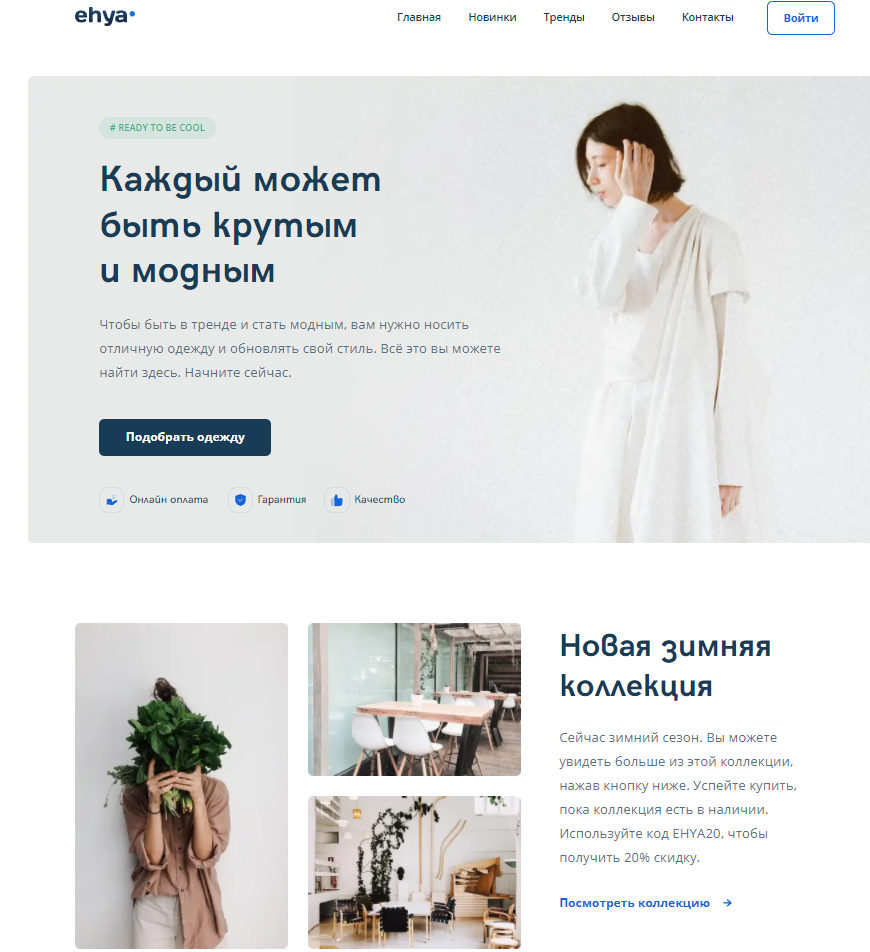 ehya
Главная Новинки Тренды Отзывы Контакты Войти
# READY TO BE COOL
Каждый может
быть крутым
и модным
Чтобы быть в тренде и стать модным, вам нужно носить
отличную одежду и обновлять свой стиль. Всё это вы можете
найти здесь. Начните сейчас.
Подобрать одежду
Онлайн оплата Гарантия Качество
Новая зимняя
коллекция
Сейчас зимний сезон. Вы можете
увидеть больше из этой коллекции,
нажав кнопку ниже. Успейте купить,
пока коллекция есть в наличии.
Используйте код EHYA20, чтобы
получить 20% скидку.
Посмотреть коллекцию →